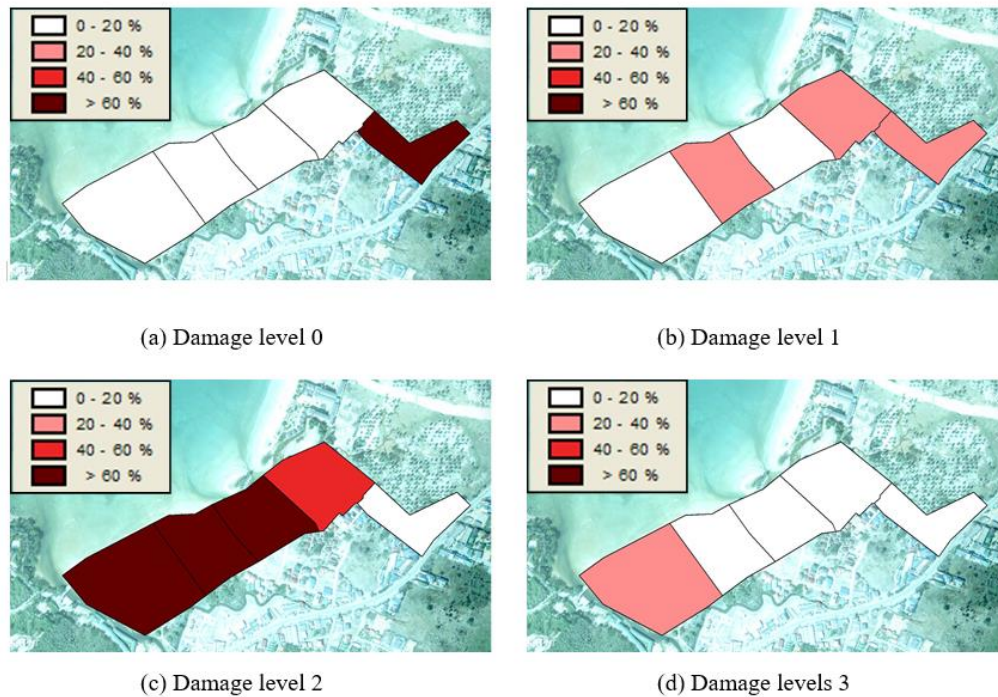 0 - 20 %
20 - 40 %
40 - 60 %
> 60 %
0 - 20 %
20 - 40 %
40 - 60 %
> 60 %
(a) Damage level 0
(b) Damage level 1
0 - 20 %
20 - 40 %
40 - 60 %
> 60 %
0 - 20 %
20 - 40 %
40 - 60 %
> 60 %
(c) Damage level 2
(d) Damage levels 3